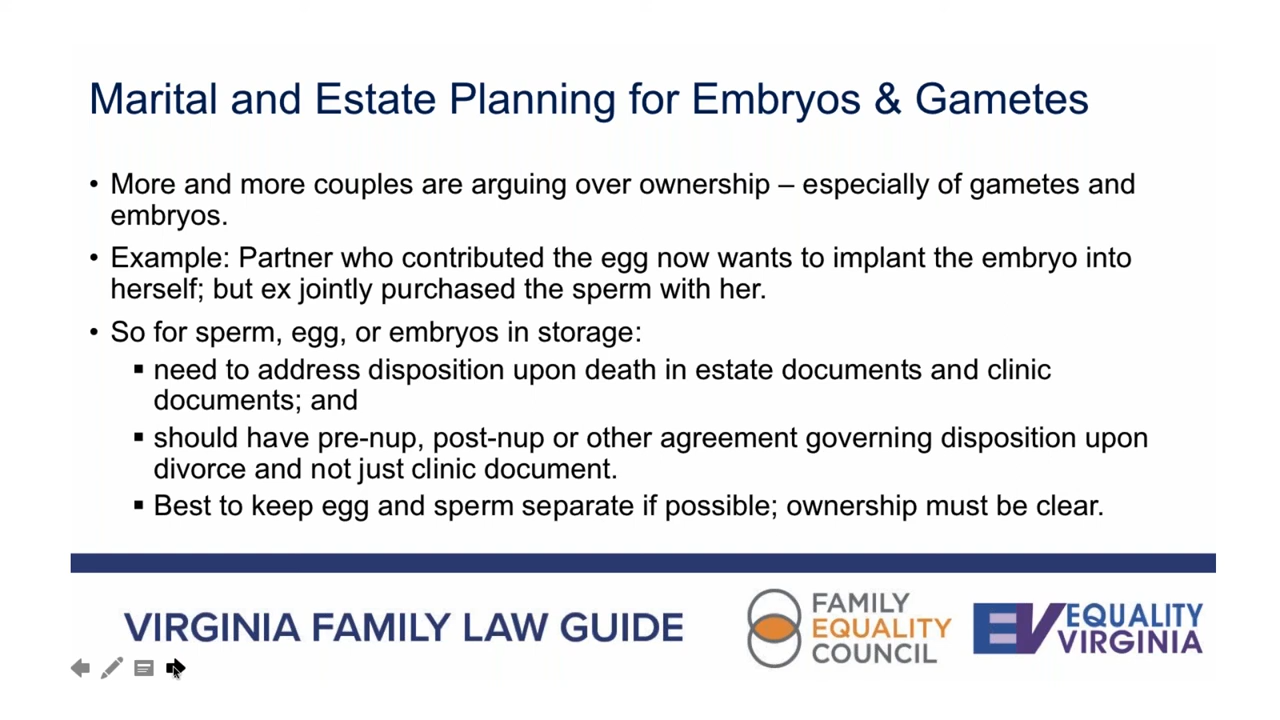 Marital and Estate Planning for Embryos & Gametes
• More and more couples are arguing over ownership – especially of gametes and
embryos.
• Example: Partner who contributed the egg now wants to implant the embryo into
herself; but ex jointly purchased the sperm with her.
• So for sperm, egg, or embryos in storage:
▪ need to address disposition upon death in estate documents and clinic
documents; and
▪ should have pre-nup, post-nup or other agreement governing disposition upon
divorce and not just clinic document.
▪ Best to keep egg and sperm separate if possible; ownership must be clear.
VIRGINIA FAMILY LAW GUIDE
FAMILY
EQUALITY
COUNCIL
EV
EQUALITY
VIRGINIA